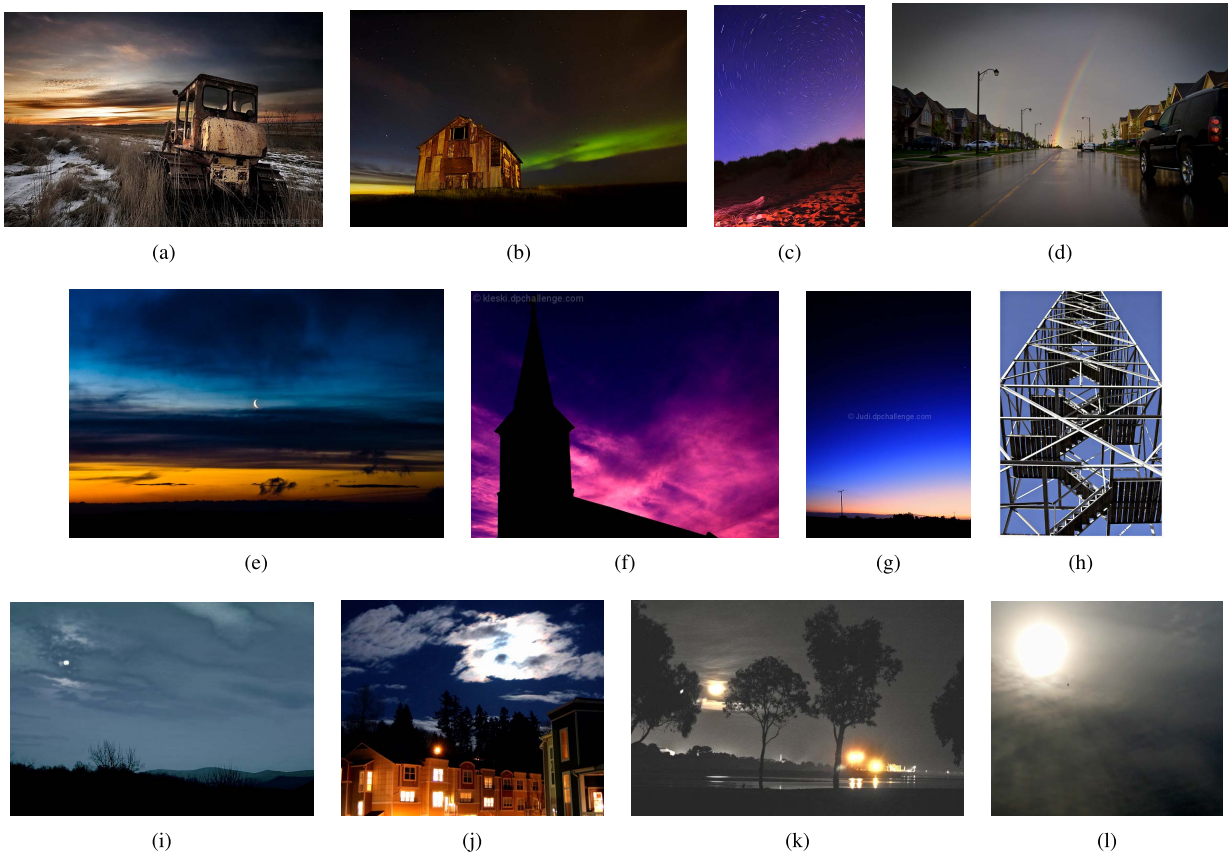 (a)
(b)
(c)
(d)
© kleski.dpchallenge.com
© Judi.dpchallenge.com
(e)
(f)
(g)
(h)
(i)
(j)
(k)
(l)